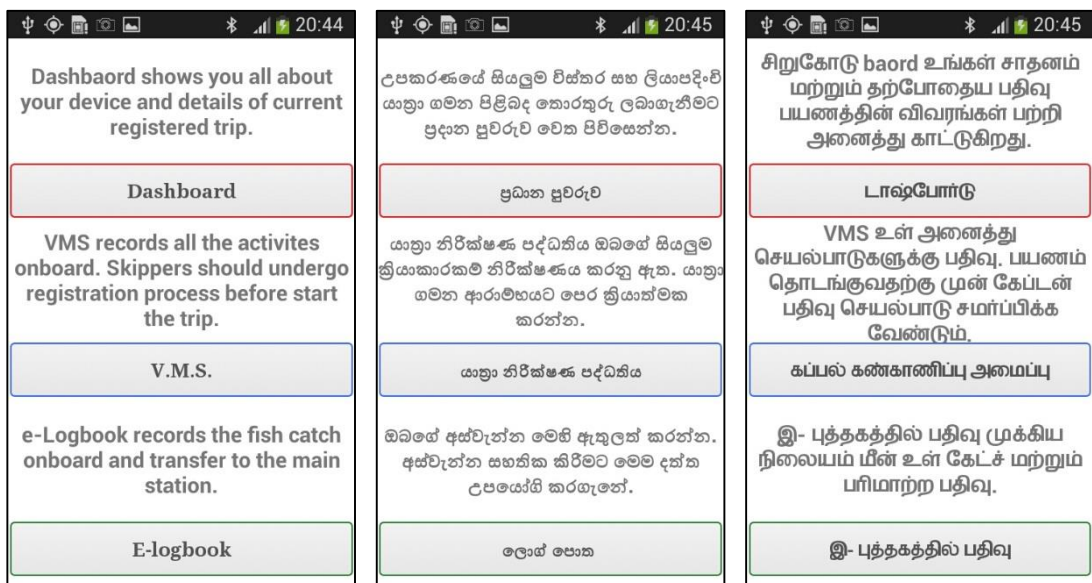 20:44
Dashbaord shows you all about
your device and details of current
registered trip.
Dashboard
VMS records all the activites
onboard. Skippers should undergo
registration process before start
the trip.
V.M.S.
e-Logbook records the fish catch
onboard and transfer to the main
station.
E-logbook
20:45
උපකරණයේ සියලුම විස්තර සහ ලියාපදිංචි
යාත්‍රා ගමන පිළිබද තොරතුරු ලබාගැනීමට
ප්‍රදාන පුවරුව වෙත පිවිසෙන්න.
ප්‍රධාන පුවරුව
යාත්‍රා නිරීක්ෂණ පද්ධතිය ඔබගේ සියලුම
ක්‍රියාකාරකම් නිරීක්ෂණය කරනු ඇත. යාත්‍රා
ගමන ආරාම්භයට පෙර ක්‍රියාත්මක
කරන්න.
යාත්‍රා නිරීක්ෂණ පද්ධතිය
ඔබගේ අස්වැන්න මෙහි ඇතුලත් කරන්න.
අස්වැන්න සහතික කිරීමට මෙම දත්ත
උපයෝගි කරගැනේ.
ලොග් පොත
20:45
சிறுகோடு baord உங்கள் சாதனம்
மற்றும் தற்போதைய பதிவு
பயணத்தின் விவரங்கள் பற்றி
அனைத்து காட்டுகிறது.
டாஷ்போர்டு
VMS உள் அனைத்து
செயல்பாடுகளுக்கு பதிவு. பயணம்
தொடங்குவதற்கு முன் கேப்டன்
பதிவு செயல்பாடு சமர்ப்பிக்க
வேண்டும்.
கப்பல் கண்காணிப்பு அமைப்பு
இ- புத்தகத்தில் பதிவு முக்கிய
நிலையம் மீன் உள் கேட்ச் மற்றும்
பரிமாற்ற பதிவு.
இ- புத்தகத்தில் பதிவு